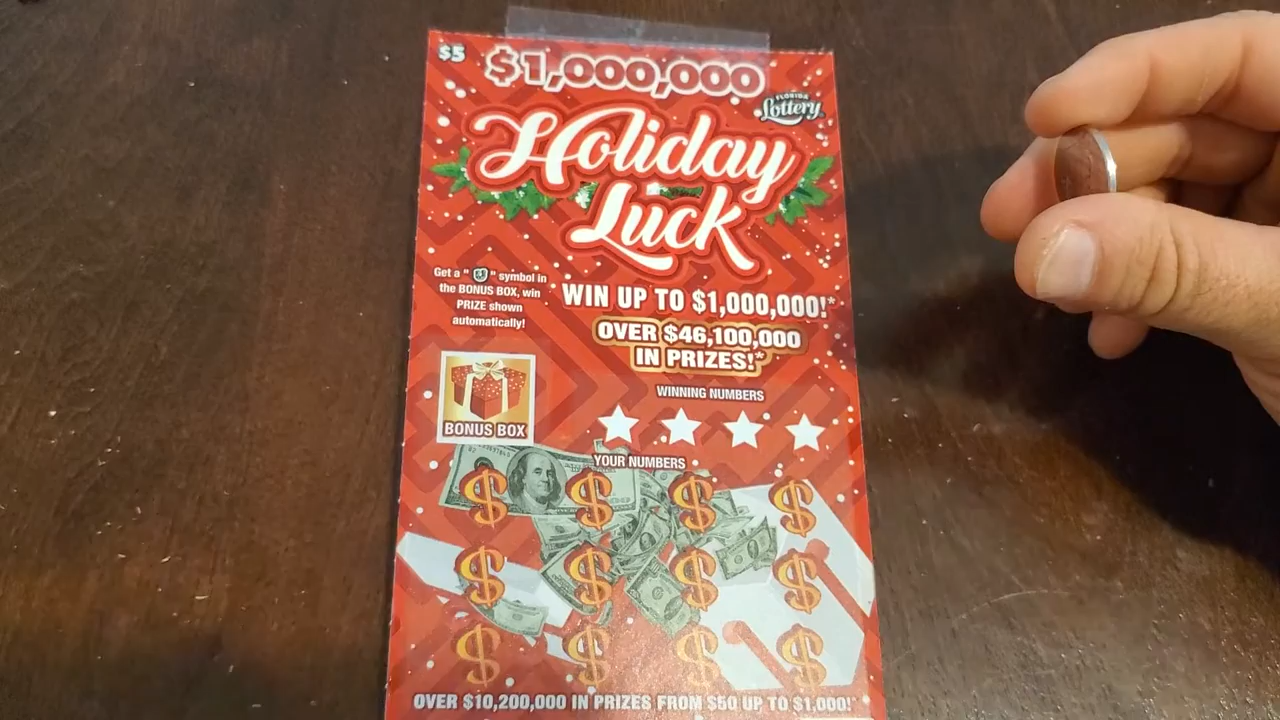 $5
$1,000,000
FLORIDA
Lottery
Holiday
Luck
Get a " " symbol in
the BONUS BOX, win
PRIZE shown
automatically!
WIN UP TO $1,000,000!*
OVER $46,100,000
IN PRIZES!*
WINNING NUMBERS
BONUS BOX
YOUR NUMBERS
$ $ $ $
$ $ $ $
$ $ $ $
OVER $10,200,000 IN PRIZES FROM $50 UP TO $1,000!*